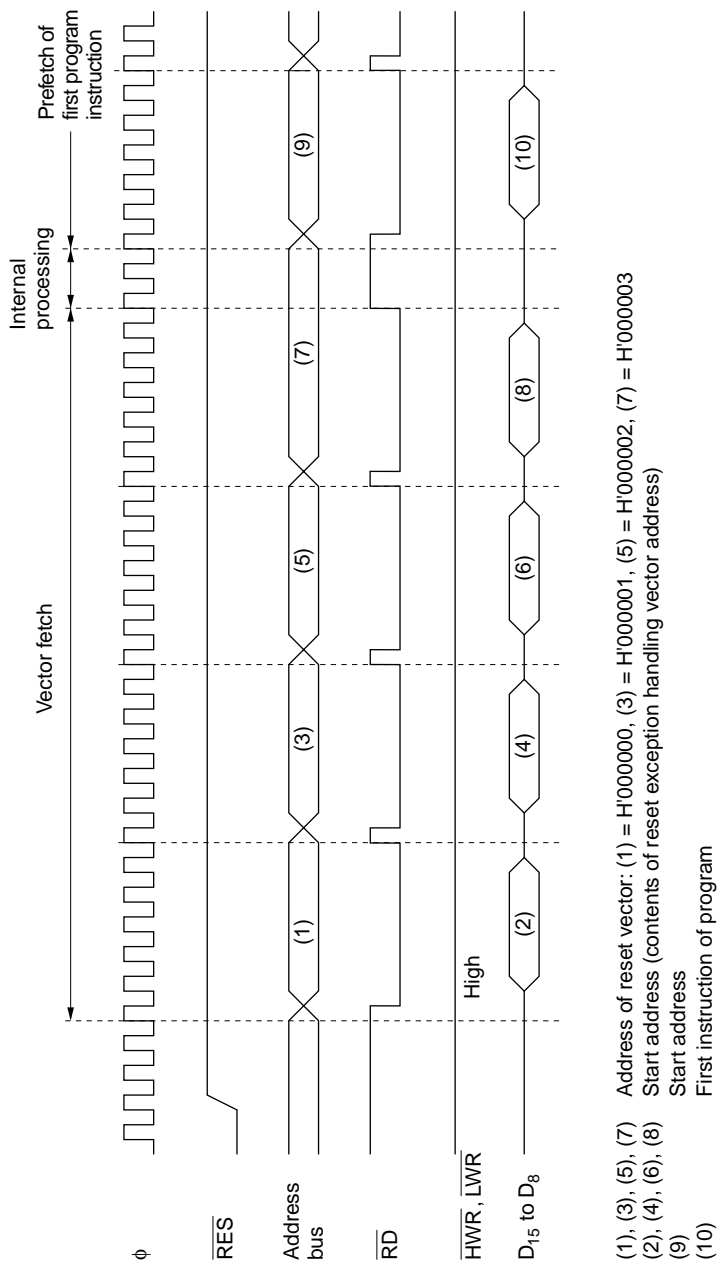 Vector fetch
Internal
processing
Prefetch of
first program
instruction
φ
RES
Address
bus
(1)
(3)
(5)
(7)
(9)
RD
HWR, LWR
High
D15 to D8
(2)
(4)
(6)
(8)
(10)
(1), (3), (5), (7) Address of reset vector: (1) = H'000000, (3) = H'000001, (5) = H'000002, (7) = H'000003
(2), (4), (6), (8) Start address (contents of reset exception handling vector address)
(9) Start address
(10) First instruction of program